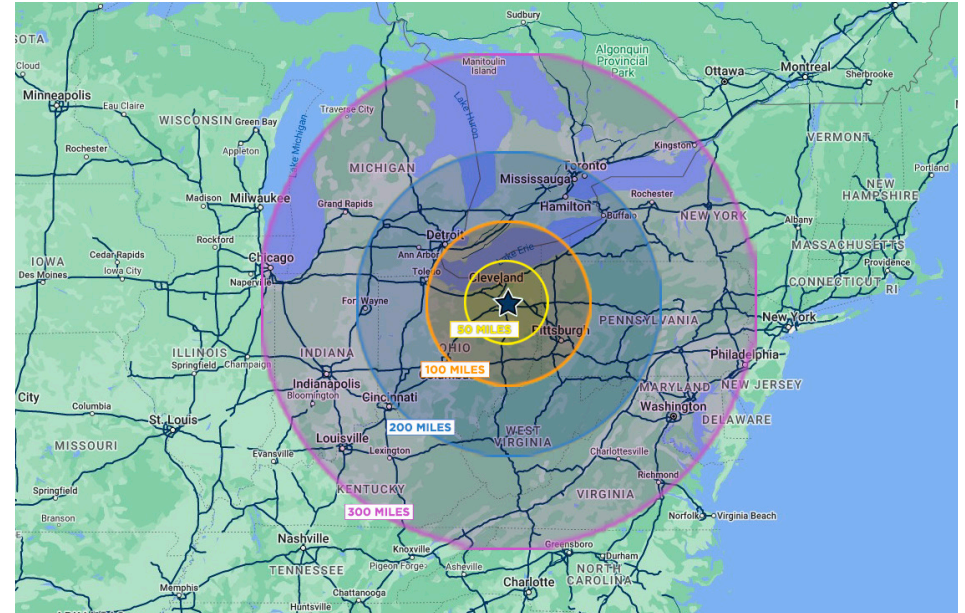 Sudbury
SOTA
Cloud
Manitoulin
Island
Algonquin
Provincial
Park
Ottawa
Montreal
Sherbrooke
Minneapolis
Eau Claire
WISCONSIN
Green Bay
Appleton
Traverse City
Lake Huron
Lake Michigan
Kingston
VERMONT
Portland
Rochester
MICHIGAN
Toronto
Mississauga
Madison
Milwaukee
Grand Rapids
Hamilton
Rochester
Buffalo
NEW YORK
NEW
HAMPSHIRE
Albany
Rockford
Detroit
Ann Arbor
Lake Erie
MASSACHUSETTS
IOWA
Cedar Rapids
Iowa City
Des Moines
Chicago
Naperville
Toledo
Cleveland
Providence
CONNECTICUT
RI
Fort Wayne
50 MILES
Pittsburgh
PENNSYLVANIA
New York
ILLINOIS
Springfield
Champaign
INDIANA
OHIO
100 MILES
Philadelphia
NEW JERSEY
Indianapolis
Bloomington
Cincinnati
MARYLAND
Washington
DELAWARE
City
Columbia
St. Louis
MISSOURI
200 MILES
WEST
VIRGINIA
Louisville
Evansville
Lexington
Charlottesville
Richmond
Springfield
Branson
KENTUCKY
300 MILES
VIRGINIA
Norfolk
Virginia Beach
Nashville
TENNESSEE
Knoxville
Pigeon Forge
Asheville
Greensboro
Durham
NORTH
CAROLINA
Charlotte
Memphis
Chattanooga
Huntsville